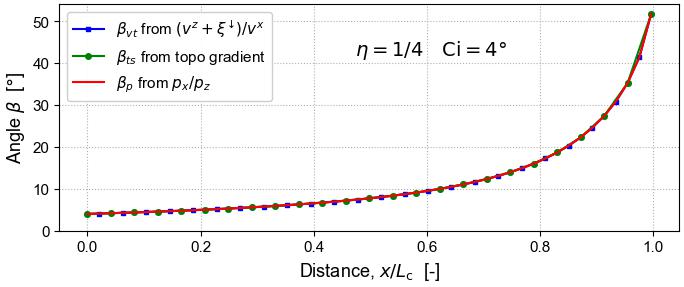 β_vt from (v^z + ξ^↓)/v^x
β_ts from topo gradient
β_p from p_x/p_z
η = 1/4   Ci = 4°
Angle β [°]
50
40
30
20
10
0
0.0 0.2 0.4 0.6 0.8 1.0
Distance, x/L_c [-]